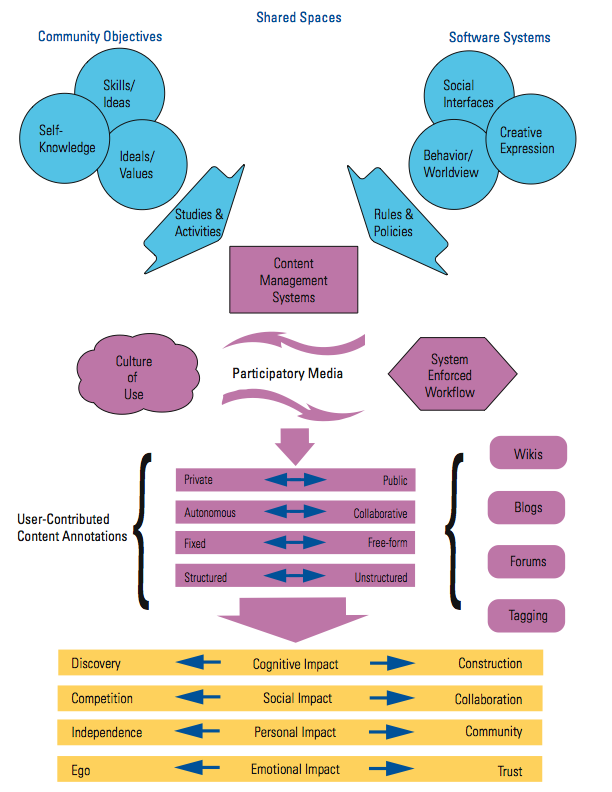 Shared Spaces
Community Objectives
Software Systems
Skills/
Ideas
Self-
Knowledge
Ideals/
Values
Social
Interfaces
Creative
Expression
Behavior/
Worldview
Studies &
Activities
Rules &
Policies
Content
Management
Systems
Culture
of
Use
Participatory Media
System
Enforced
Workflow
User-Contributed
Content Annotations
Private Public
Autonomous Collaborative
Fixed Free-form
Structured Unstructured
Wikis
Blogs
Forums
Tagging
Discovery Cognitive Impact Construction
Competition Social Impact Collaboration
Independence Personal Impact Community
Ego Emotional Impact Trust